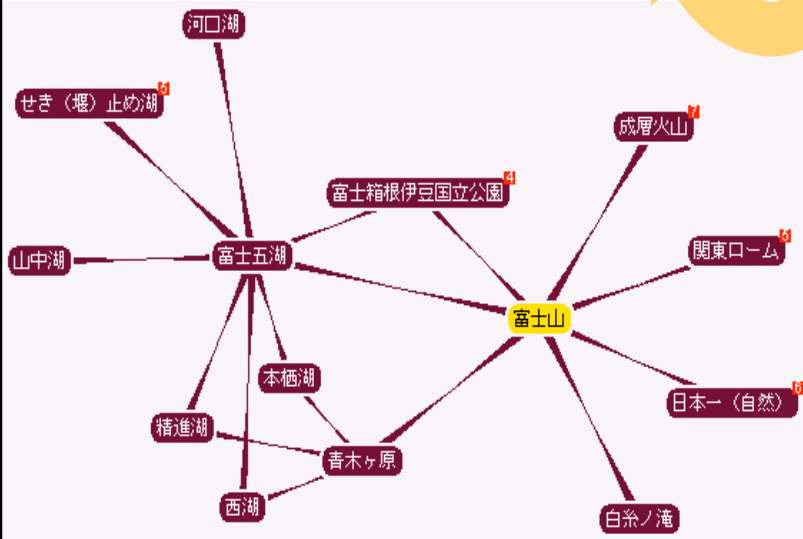 河口湖
せき（堰）止め湖
5
成層火山
7
富士箱根伊豆国立公園
4
山中湖
富士五湖
関東ローム
5
富士山
本栖湖
日本一（自然）
6
精進湖
青木ヶ原
西湖
白糸ノ滝